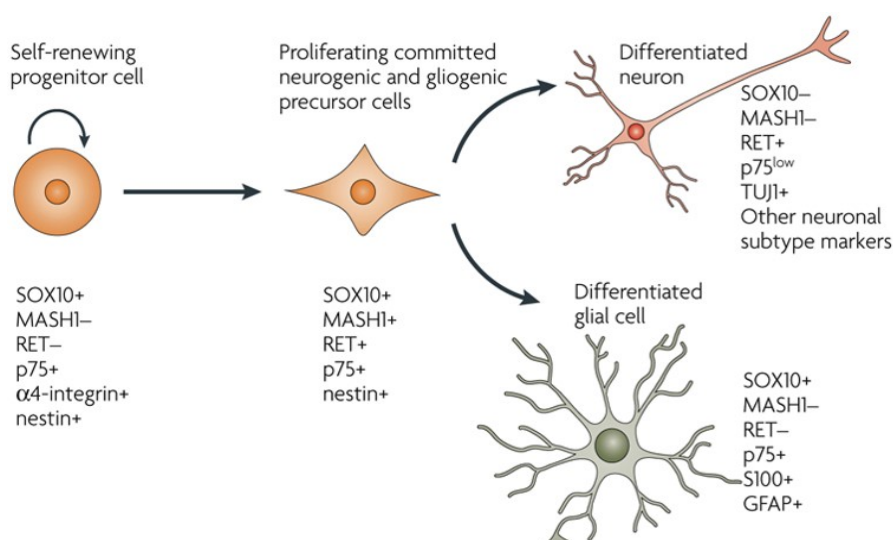 Self-renewing
progenitor cell
Proliferating committed
neurogenic and gliogenic
precursor cells
Differentiated
neuron
SOX10–
MASH1–
RET+
p75low
TUJ1+
Other neuronal
subtype markers
SOX10+
MASH1–
RET–
p75+
α4-integrin+
nestin+
SOX10+
MASH1+
RET+
p75+
nestin+
Differentiated
glial cell
SOX10+
MASH1–
RET–
p75+
S100+
GFAP+